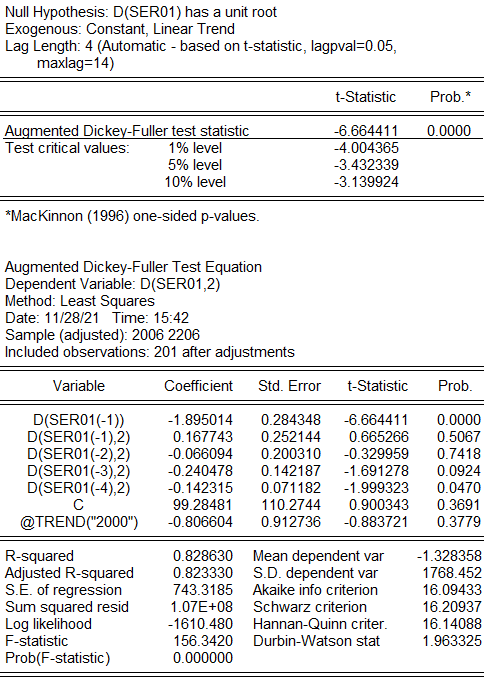 Null Hypothesis: D(SER01) has a unit root
Exogenous: Constant, Linear Trend
Lag Length: 4 (Automatic - based on t-statistic, lagpval=0.05,
maxlag=14)
t-Statistic Prob.*
Augmented Dickey-Fuller test statistic -6.664411 0.0000
Test critical values: 1% level -4.004365
5% level -3.432339
10% level -3.139924
*MacKinnon (1996) one-sided p-values.
Augmented Dickey-Fuller Test Equation
Dependent Variable: D(SER01,2)
Method: Least Squares
Date: 11/28/21 Time: 15:42
Sample (adjusted): 2006 2206
Included observations: 201 after adjustments
Variable Coefficient Std. Error t-Statistic Prob.
D(SER01(-1)) -1.895014 0.284348 -6.664411 0.0000
D(SER01(-1),2) 0.167743 0.252144 0.665266 0.5067
D(SER01(-2),2) -0.066094 0.200310 -0.329959 0.7418
D(SER01(-3),2) -0.240478 0.142187 -1.691278 0.0924
D(SER01(-4),2) -0.142315 0.071182 -1.999323 0.0470
C 99.28481 110.2744 0.900343 0.3691
@TREND("2000") -0.806604 0.912736 -0.883721 0.3779
R-squared 0.828630 Mean dependent var -1.328358
Adjusted R-squared 0.823330 S.D. dependent var 1768.452
S.E. of regression 743.3185 Akaike info criterion 16.09433
Sum squared resid 1.07E+08 Schwarz criterion 16.20937
Log likelihood -1610.480 Hannan-Quinn criter. 16.14088
F-statistic 156.3420 Durbin-Watson stat 1.963325
Prob(F-statistic) 0.000000